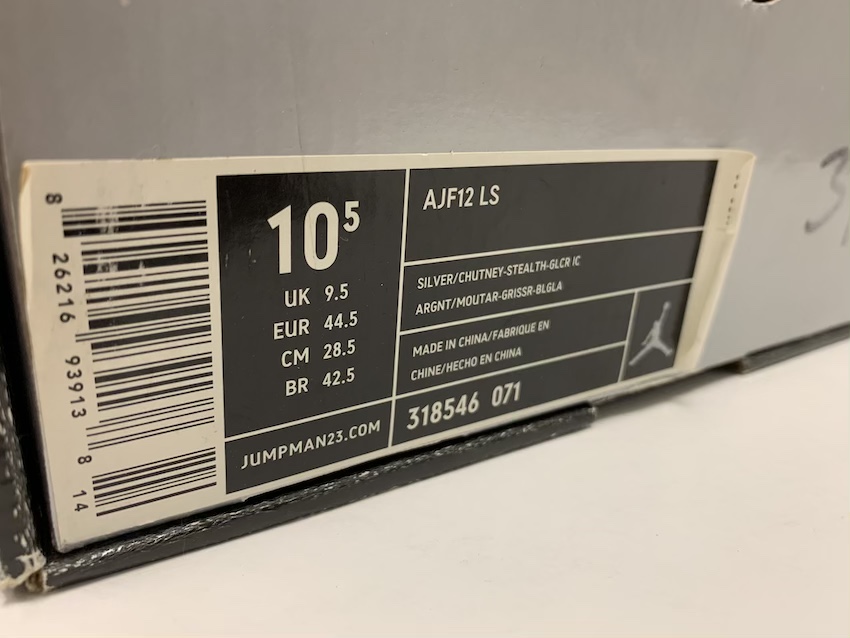 8
26216 93913
8
14
10⁵
UK 9.5
EUR 44.5
CM 28.5
BR 42.5
JUMPMAN23.COM
AJF12 LS
SILVER/CHUTNEY-STEALTH-GLCR IC
ARGNT/MOUTAR-GRISSR-BLGLA
MADE IN CHINA/FABRIQUE EN
CHINE/HECHO EN CHINA
318546 071